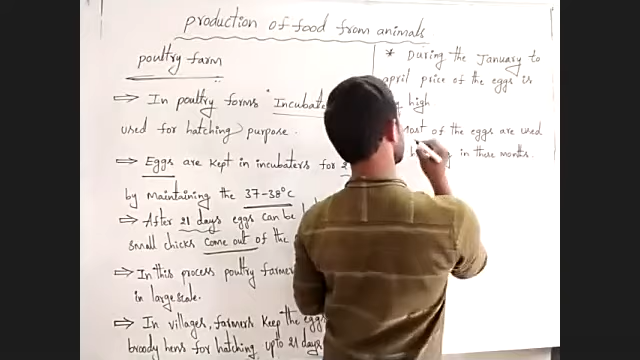 production of food from animals
poultry farm
⇒ In poultry forms "Incubate
used for hatching purpose.
⇒ Eggs are kept in incubaters for 2
by Maintaining the 37-38°c
⇒ After 21 days eggs can be
small chicks come out of the
⇒ In this process poultry farmer
in large scale.
⇒ In villages, farmers keep the eggs
broody hens for hatching upto 21 days
* During the January to
april price of the eggs is
high
Most of the eggs are used
in these months.